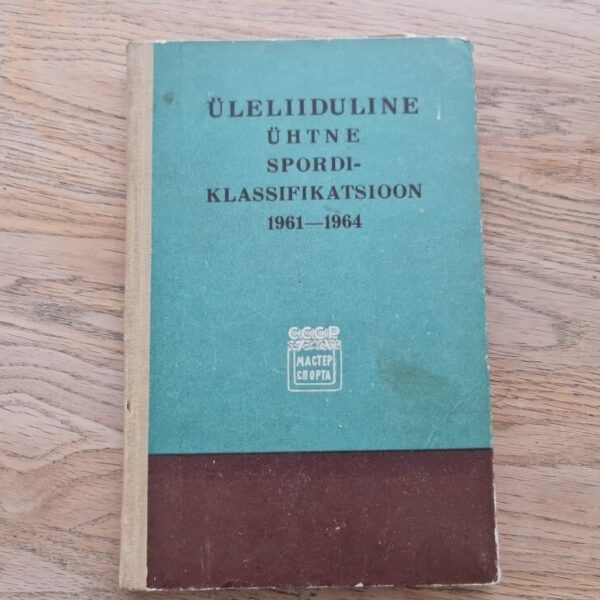 ÜLELIIDULINE
ÜHTNE
SPORDI-
KLASSIFIKATSIOON
1961—1964
СССР
МАСТЕР
СПОРТА